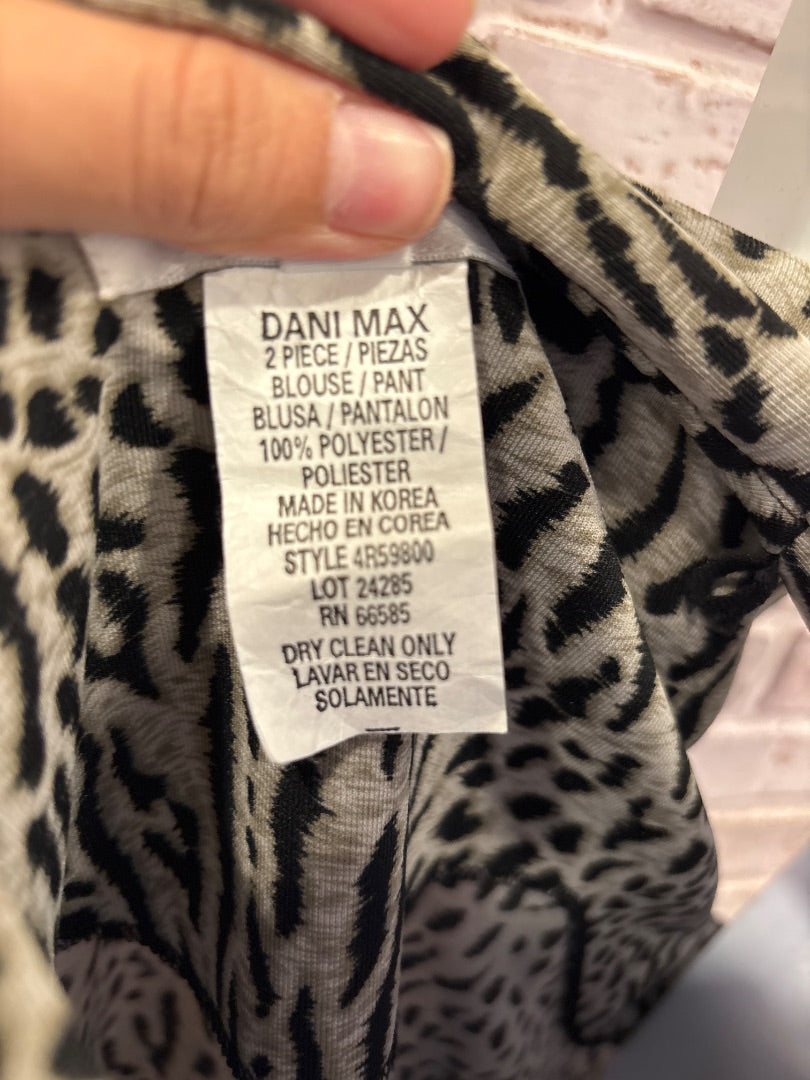 DANI MAX
2 PIECE / PIEZAS
BLOUSE / PANT
BLUSA / PANTALON
100% POLYESTER /
POLIESTER
MADE IN KOREA
HECHO EN COREA
STYLE 4R59800
LOT 24285
RN 66585
DRY CLEAN ONLY
LAVAR EN SECO
SOLAMENTE